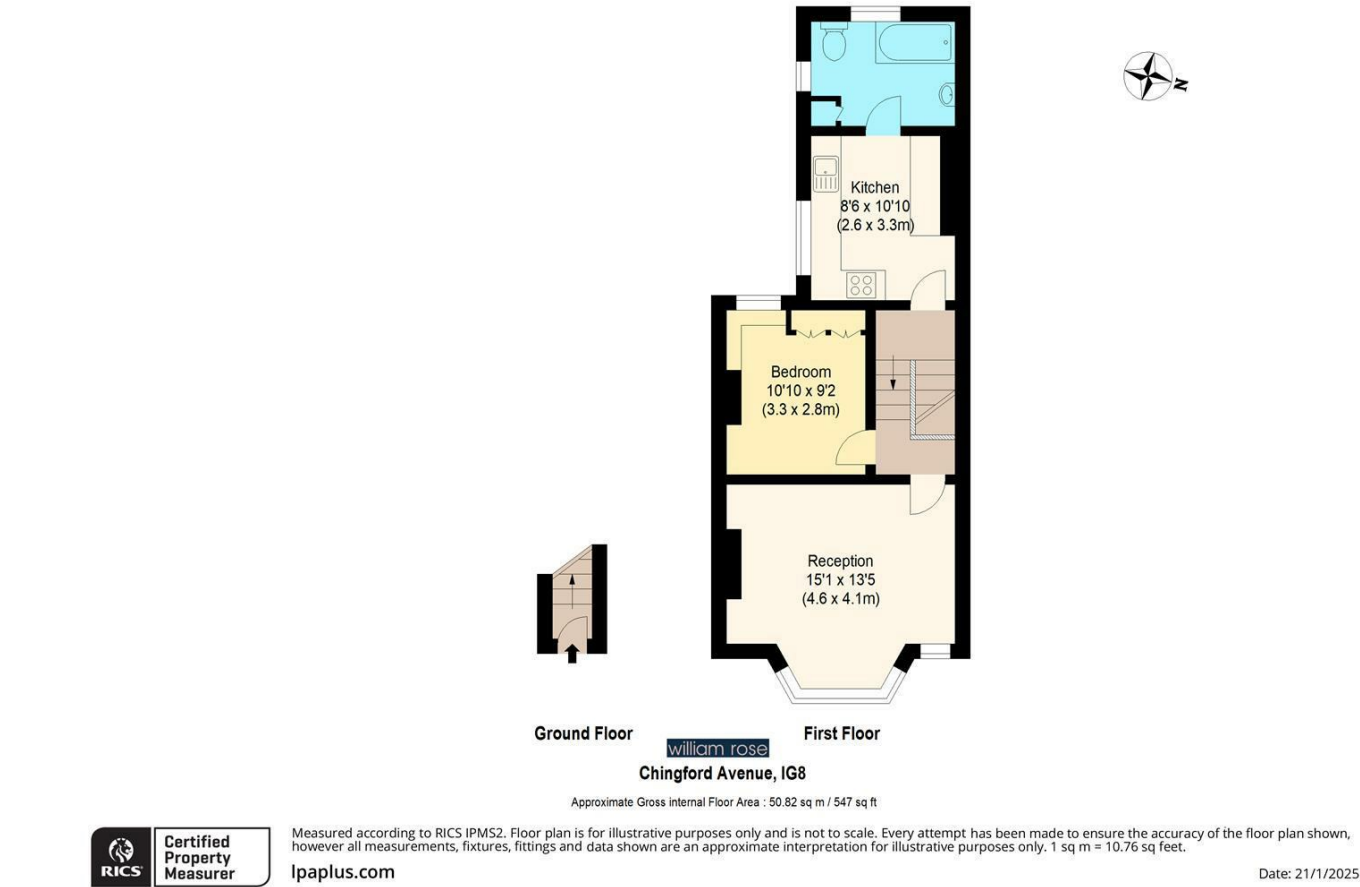 N
Kitchen
8'6 x 10'10
(2.6 x 3.3m)
Bedroom
10'10 x 9'2
(3.3 x 2.8m)
Reception
15'1 x 13'5
(4.6 x 4.1m)
Ground Floor
First Floor
william rose
Chingford Avenue, IG8
Approximate Gross internal Floor Area : 50.82 sq m / 547 sq ft
RICS
Certified
Property
Measurer
Measured according to RICS IPMS2. Floor plan is for illustrative purposes only and is not to scale. Every attempt has been made to ensure the accuracy of the floor plan shown,
however all measurements, fixtures, fittings and data shown are an approximate interpretation for illustrative purposes only. 1 sq m = 10.76 sq feet.
lpaplus.com
Date: 21/1/2025